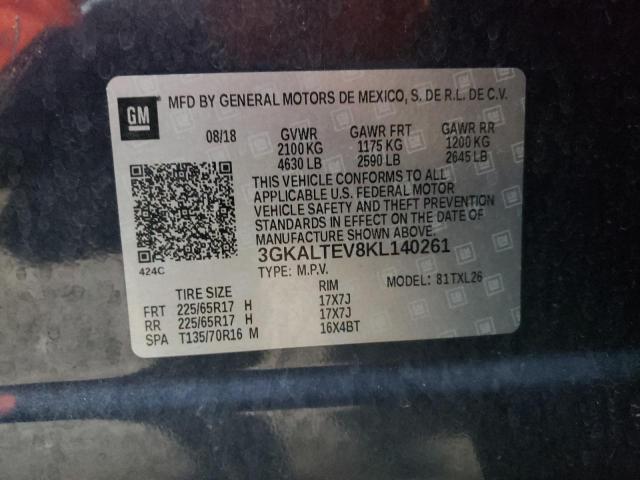 GM
MFD BY GENERAL MOTORS DE MEXICO, S. DE R.L. DE C.V.
08/18 GVWR GAWR FRT GAWR RR
2100 KG 1175 KG 1200 KG
4630 LB 2590 LB 2645 LB
THIS VEHICLE CONFORMS TO ALL
APPLICABLE U.S. FEDERAL MOTOR
VEHICLE SAFETY AND THEFT PREVENTION
STANDARDS IN EFFECT ON THE DATE OF
MANUFACTURE SHOWN ABOVE.
3GKALTEV8KL140261
424C
TYPE: M.P.V. MODEL: 81TXL26
TIRE SIZE RIM
FRT 225/65R17 H 17X7J
RR 225/65R17 H 17X7J
SPA T135/70R16 M 16X4BT